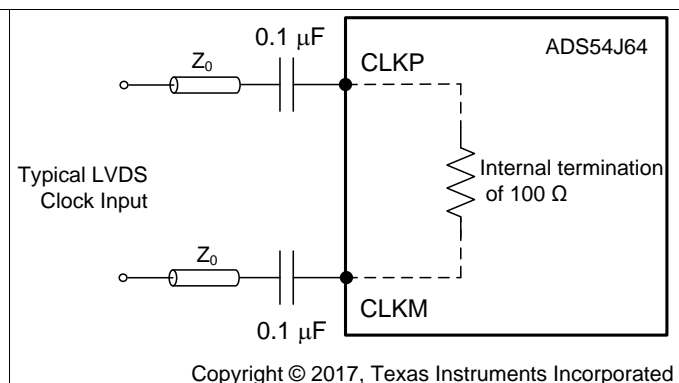 0.1 μF
Z0
CLKP
ADS54J64
Typical LVDS
Clock Input
Internal termination
of 100 Ω
Z0
CLKM
0.1 μF
Copyright © 2017, Texas Instruments Incorporated